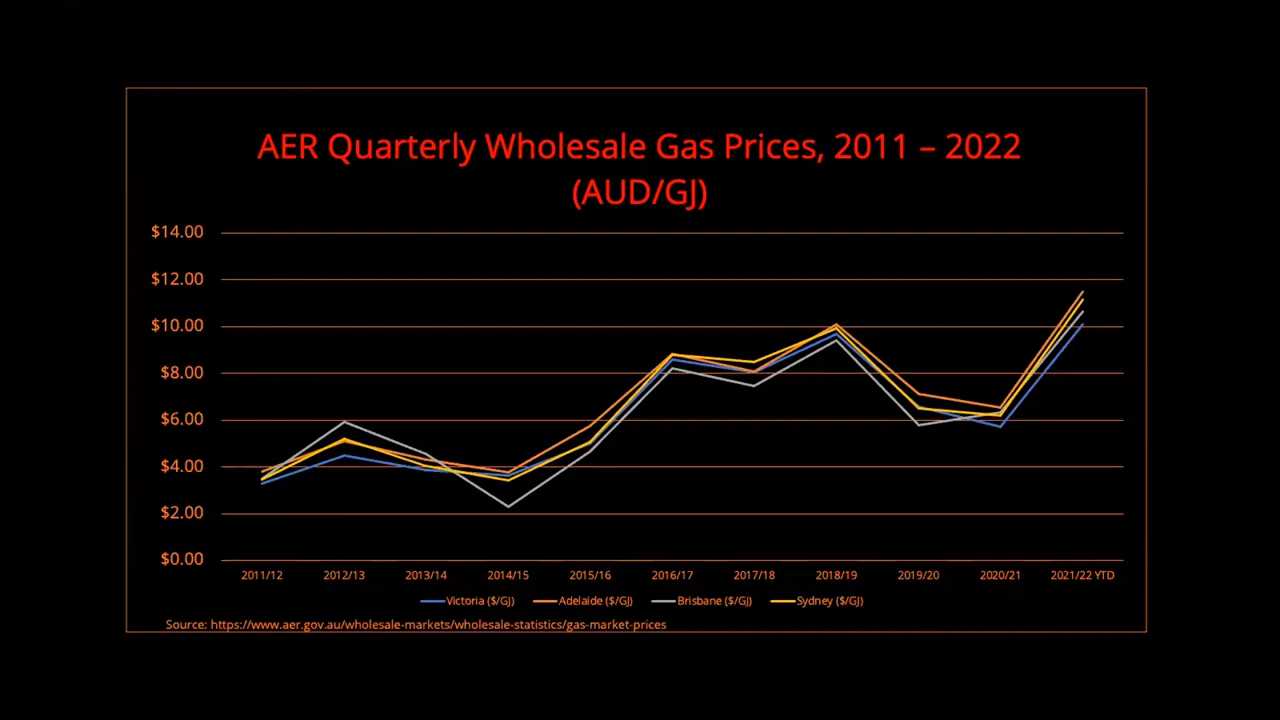 AER Quarterly Wholesale Gas Prices, 2011 – 2022
(AUD/GJ)
$14.00
$12.00
$10.00
$8.00
$6.00
$4.00
$2.00
$0.00
2011/12 2012/13 2013/14 2014/15 2015/16 2016/17 2017/18 2018/19 2019/20 2020/21 2021/22 YTD
Victoria ($/GJ) Adelaide ($/GJ) Brisbane ($/GJ) Sydney ($/GJ)
Source: https://www.aer.gov.au/wholesale-markets/wholesale-statistics/gas-market-prices